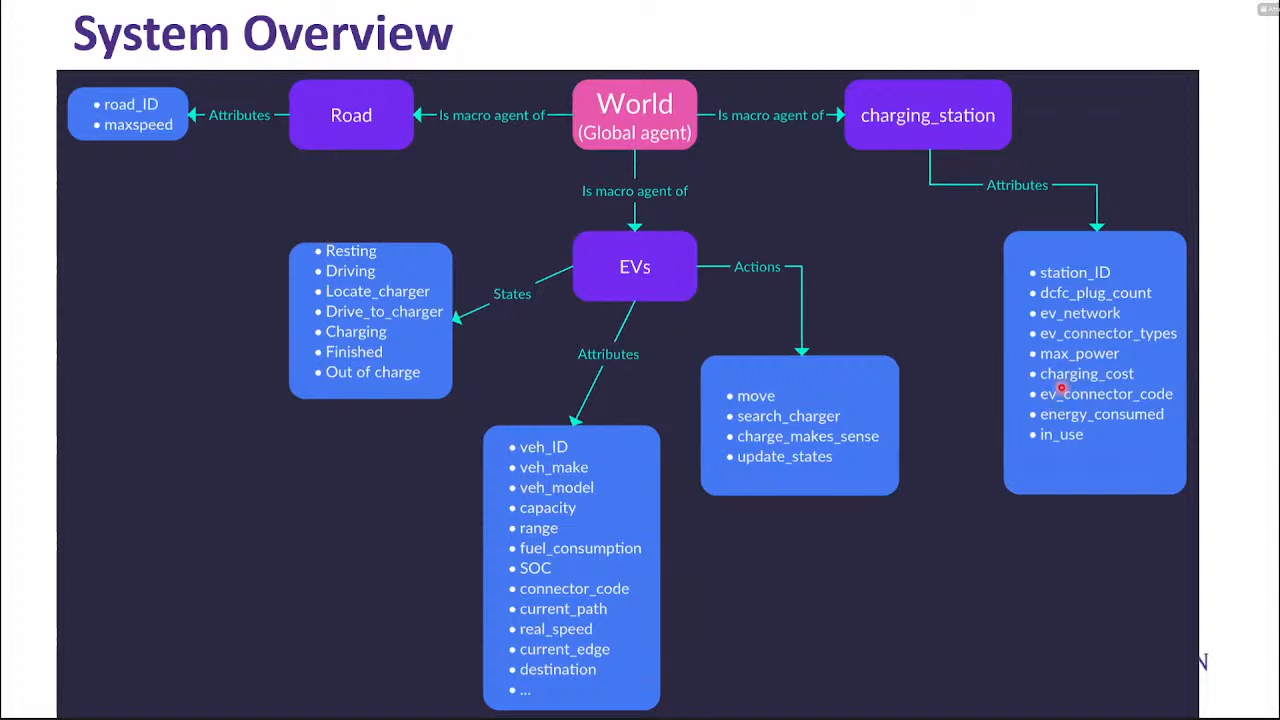 System Overview
• road_ID
• maxspeed
Attributes
Road
Is macro agent of
World
(Global agent)
Is macro agent of
charging_station
Is macro agent of
Attributes
EVs
States
Actions
Attributes
• Resting
• Driving
• Locate_charger
• Drive_to_charger
• Charging
• Finished
• Out of charge
• veh_ID
• veh_make
• veh_model
• capacity
• range
• fuel_consumption
• SOC
• connector_code
• current_path
• real_speed
• current_edge
• destination
• ...
• move
• search_charger
• charge_makes_sense
• update_states
• station_ID
• dcfc_plug_count
• ev_network
• ev_connector_types
• max_power
• charging_cost
• ev_connector_code
• energy_consumed
• in_use
N